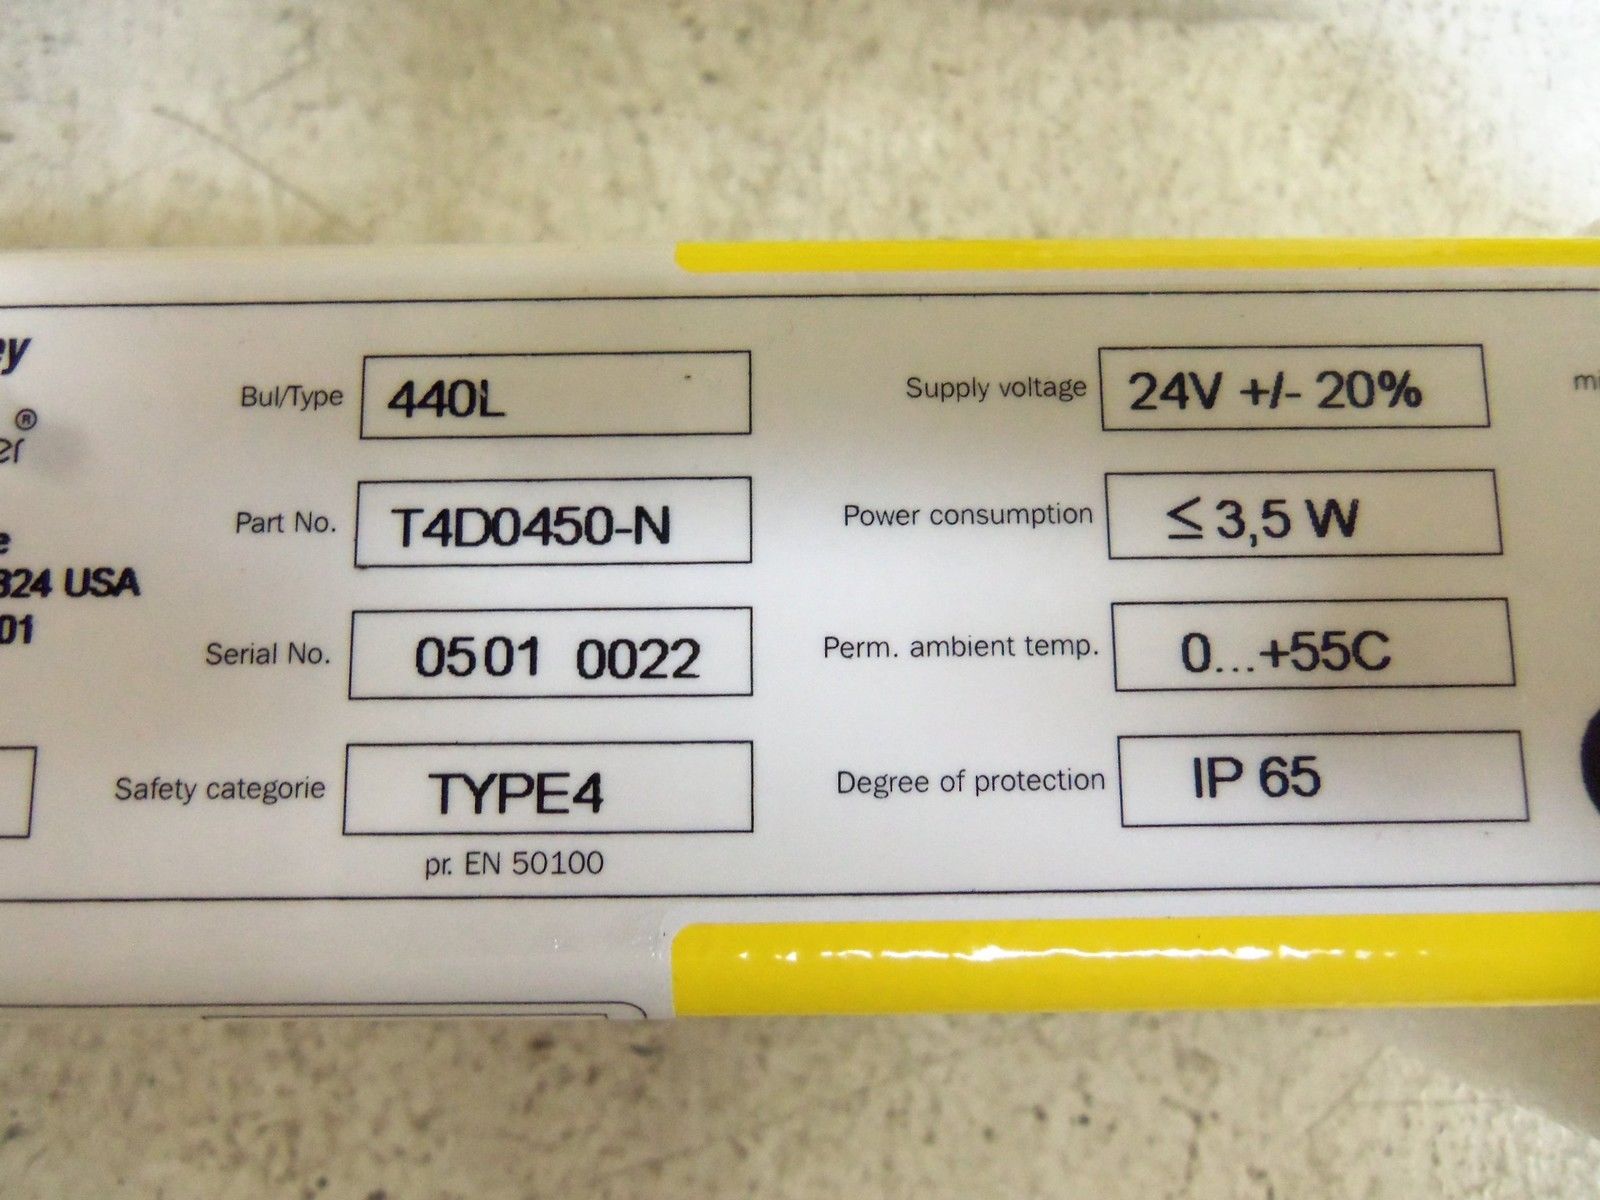 Bul/Type 440L
Part No. T4D0450-N
Serial No. 0501 0022
Safety categorie TYPE4
pr. EN 50100
Supply voltage 24V +/- 20%
Power consumption ≤ 3,5 W
Perm. ambient temp. 0...+55C
Degree of protection IP 65
®
USA